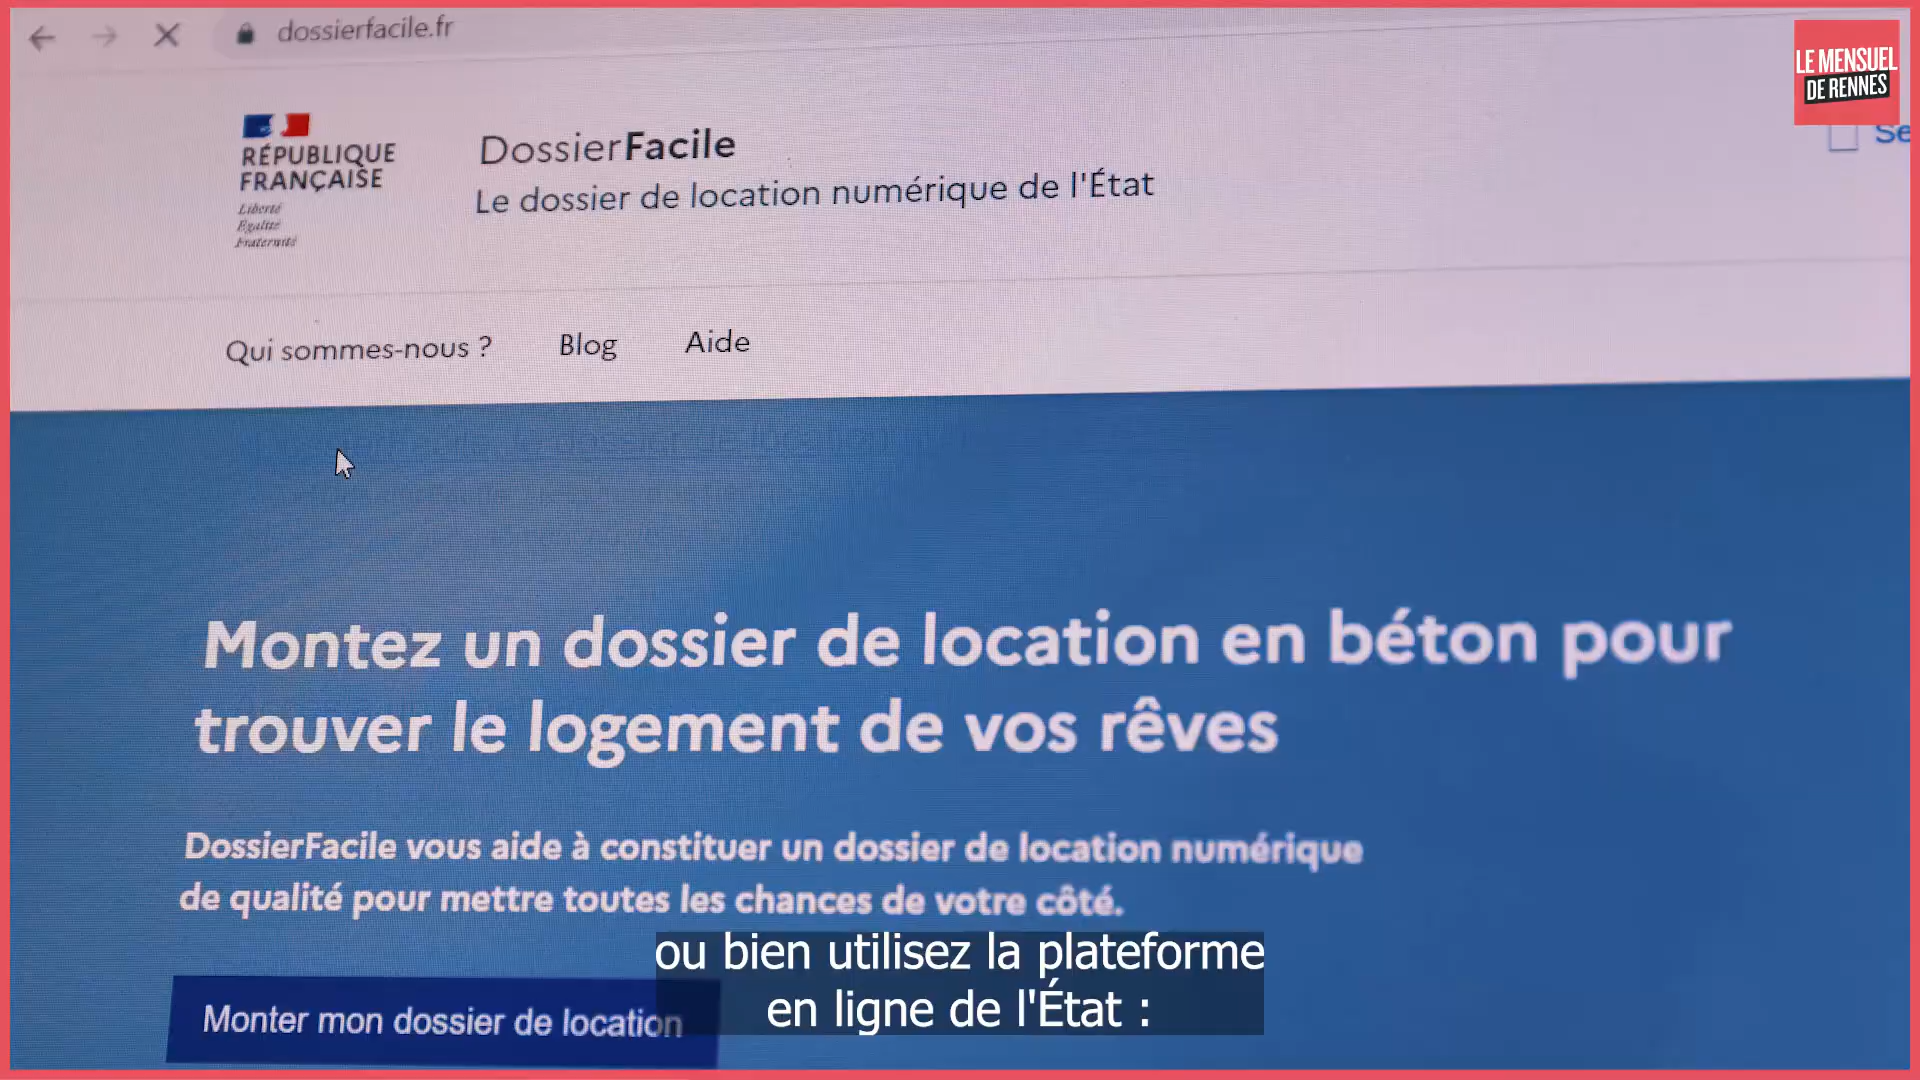 dossierfacile.fr
LE MENSUEL
DE RENNES
RÉPUBLIQUE
FRANÇAISE
Liberté
Égalité
Fraternité
DossierFacile
Le dossier de location numérique de l'État
Qui sommes-nous ?
Blog
Aide
Montez un dossier de location en béton pour
trouver le logement de vos rêves
DossierFacile vous aide à constituer un dossier de location numérique
de qualité pour mettre toutes les chances de votre côté.
Monter mon dossier de location
ou bien utilisez la plateforme
en ligne de l'État :